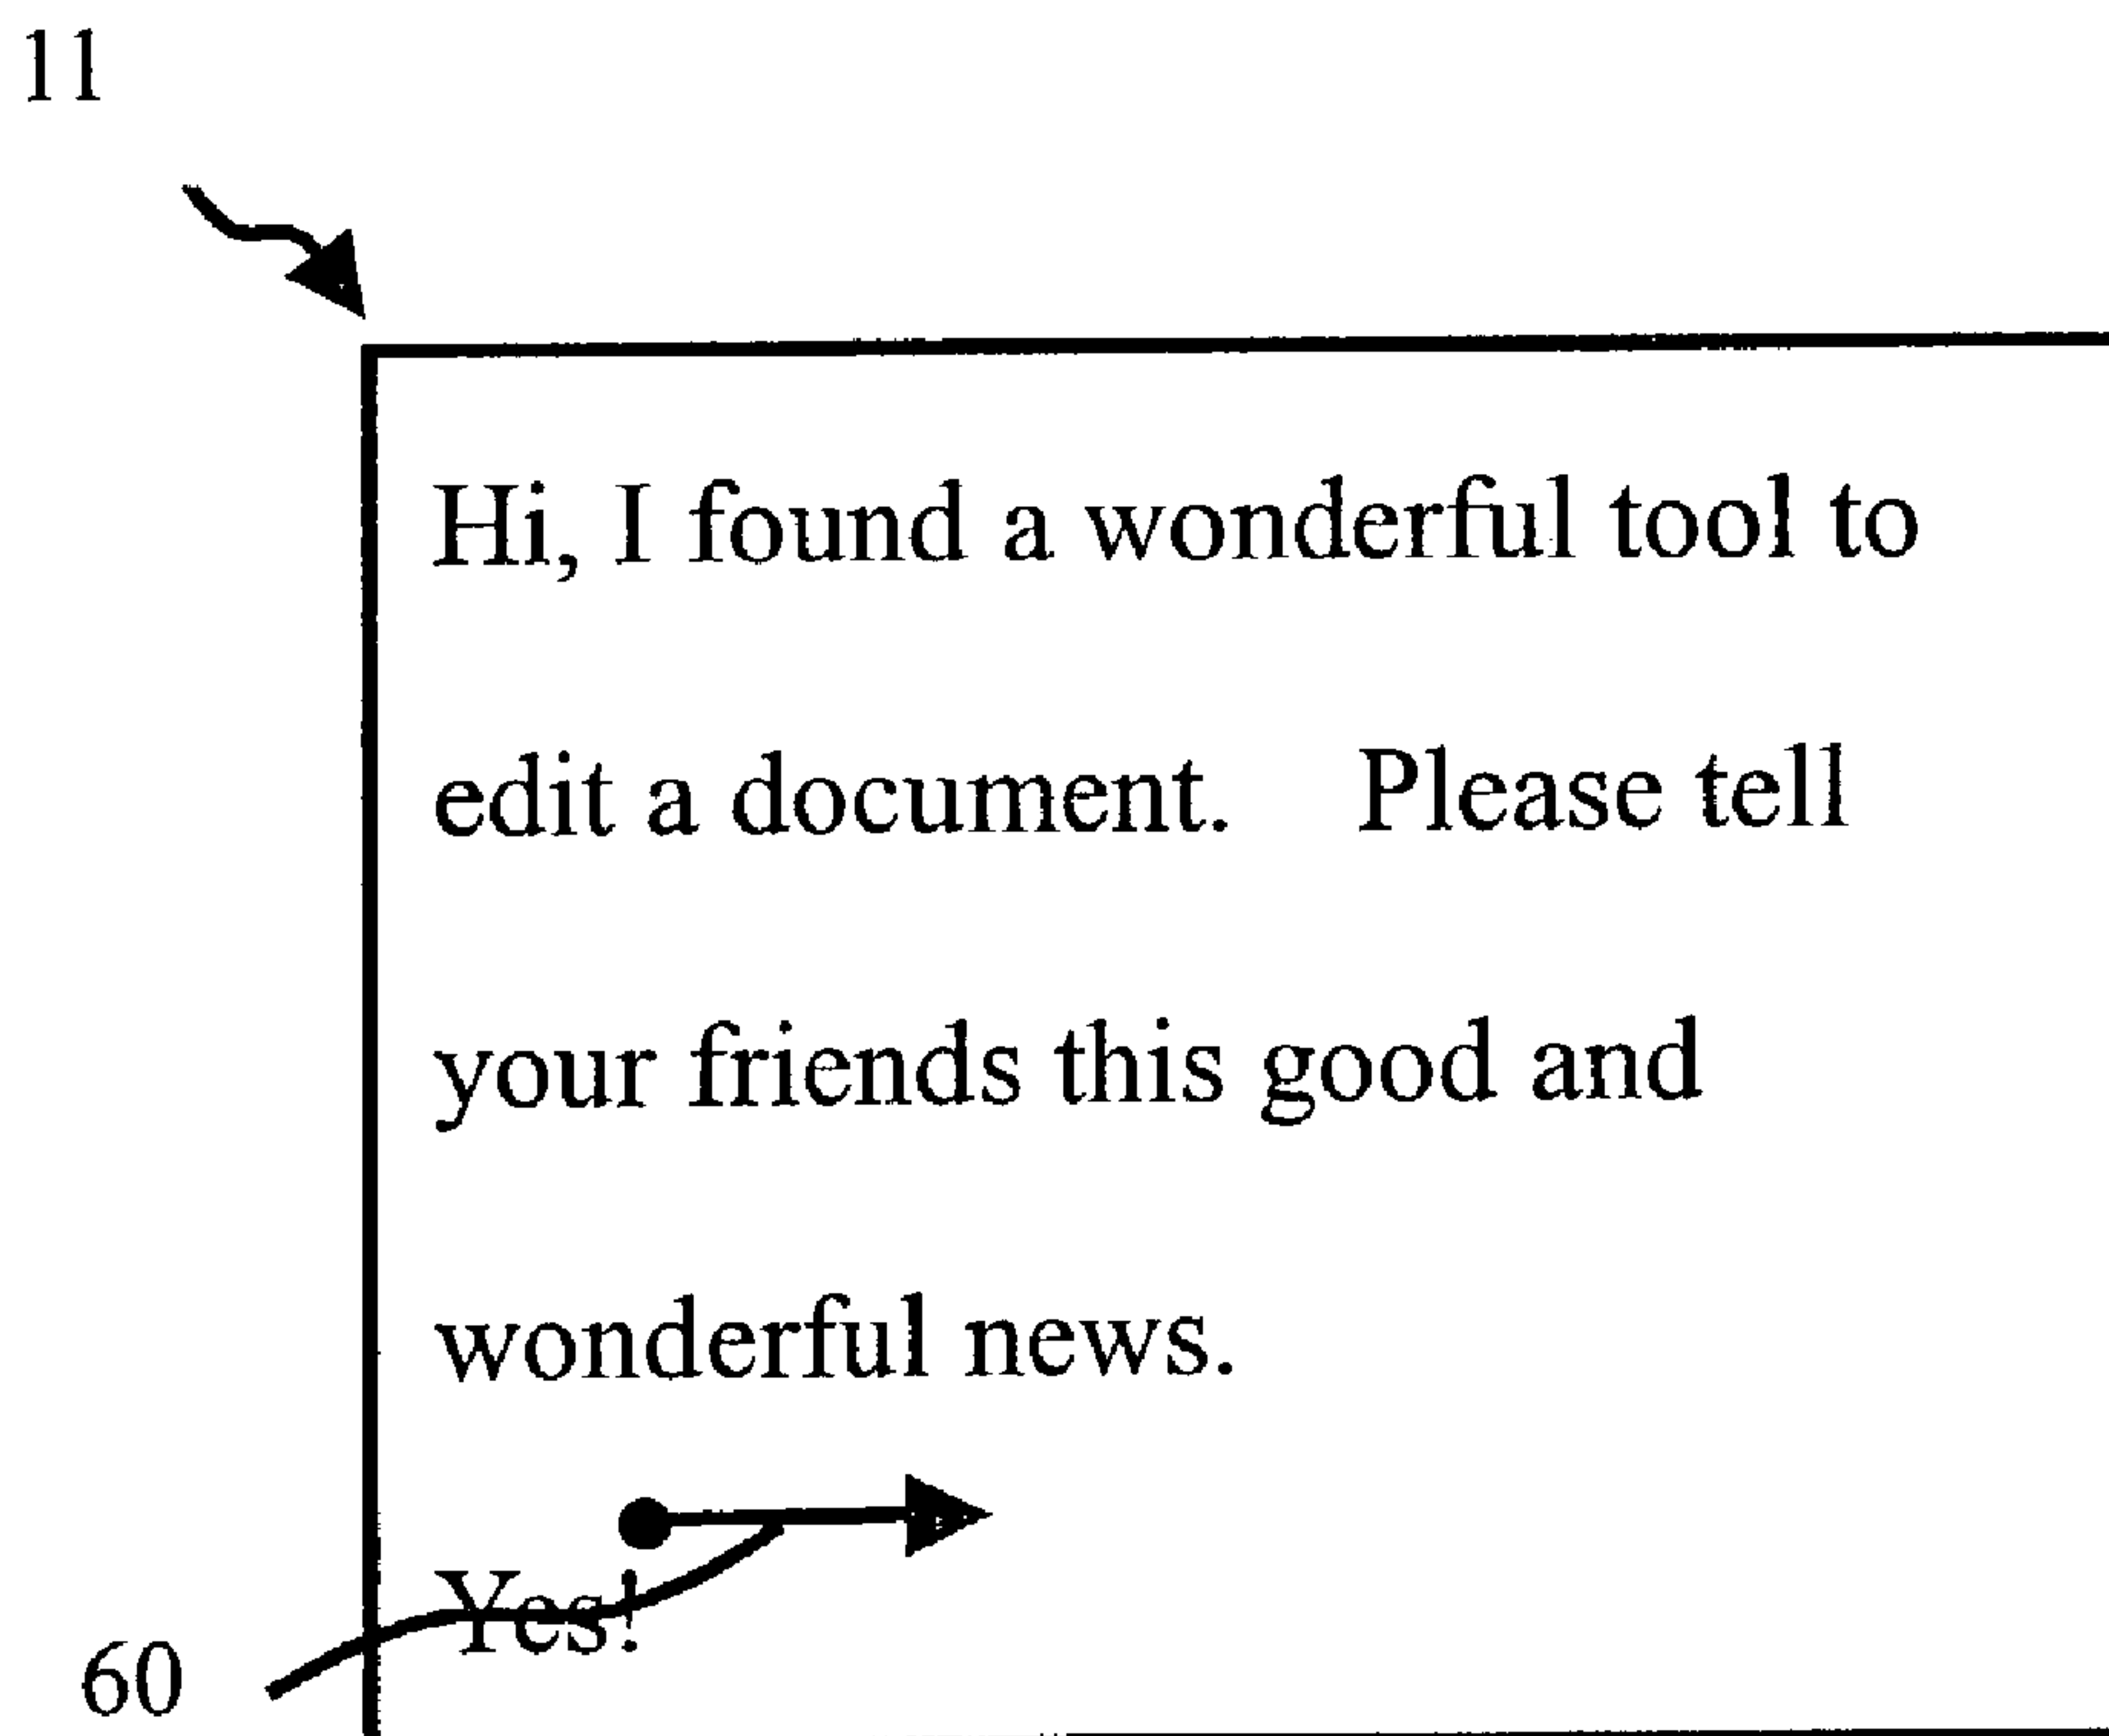 11
Hi, I found a wonderful tool to
edit a document. Please tell
your friends this good and
wonderful news.
Yes!
60